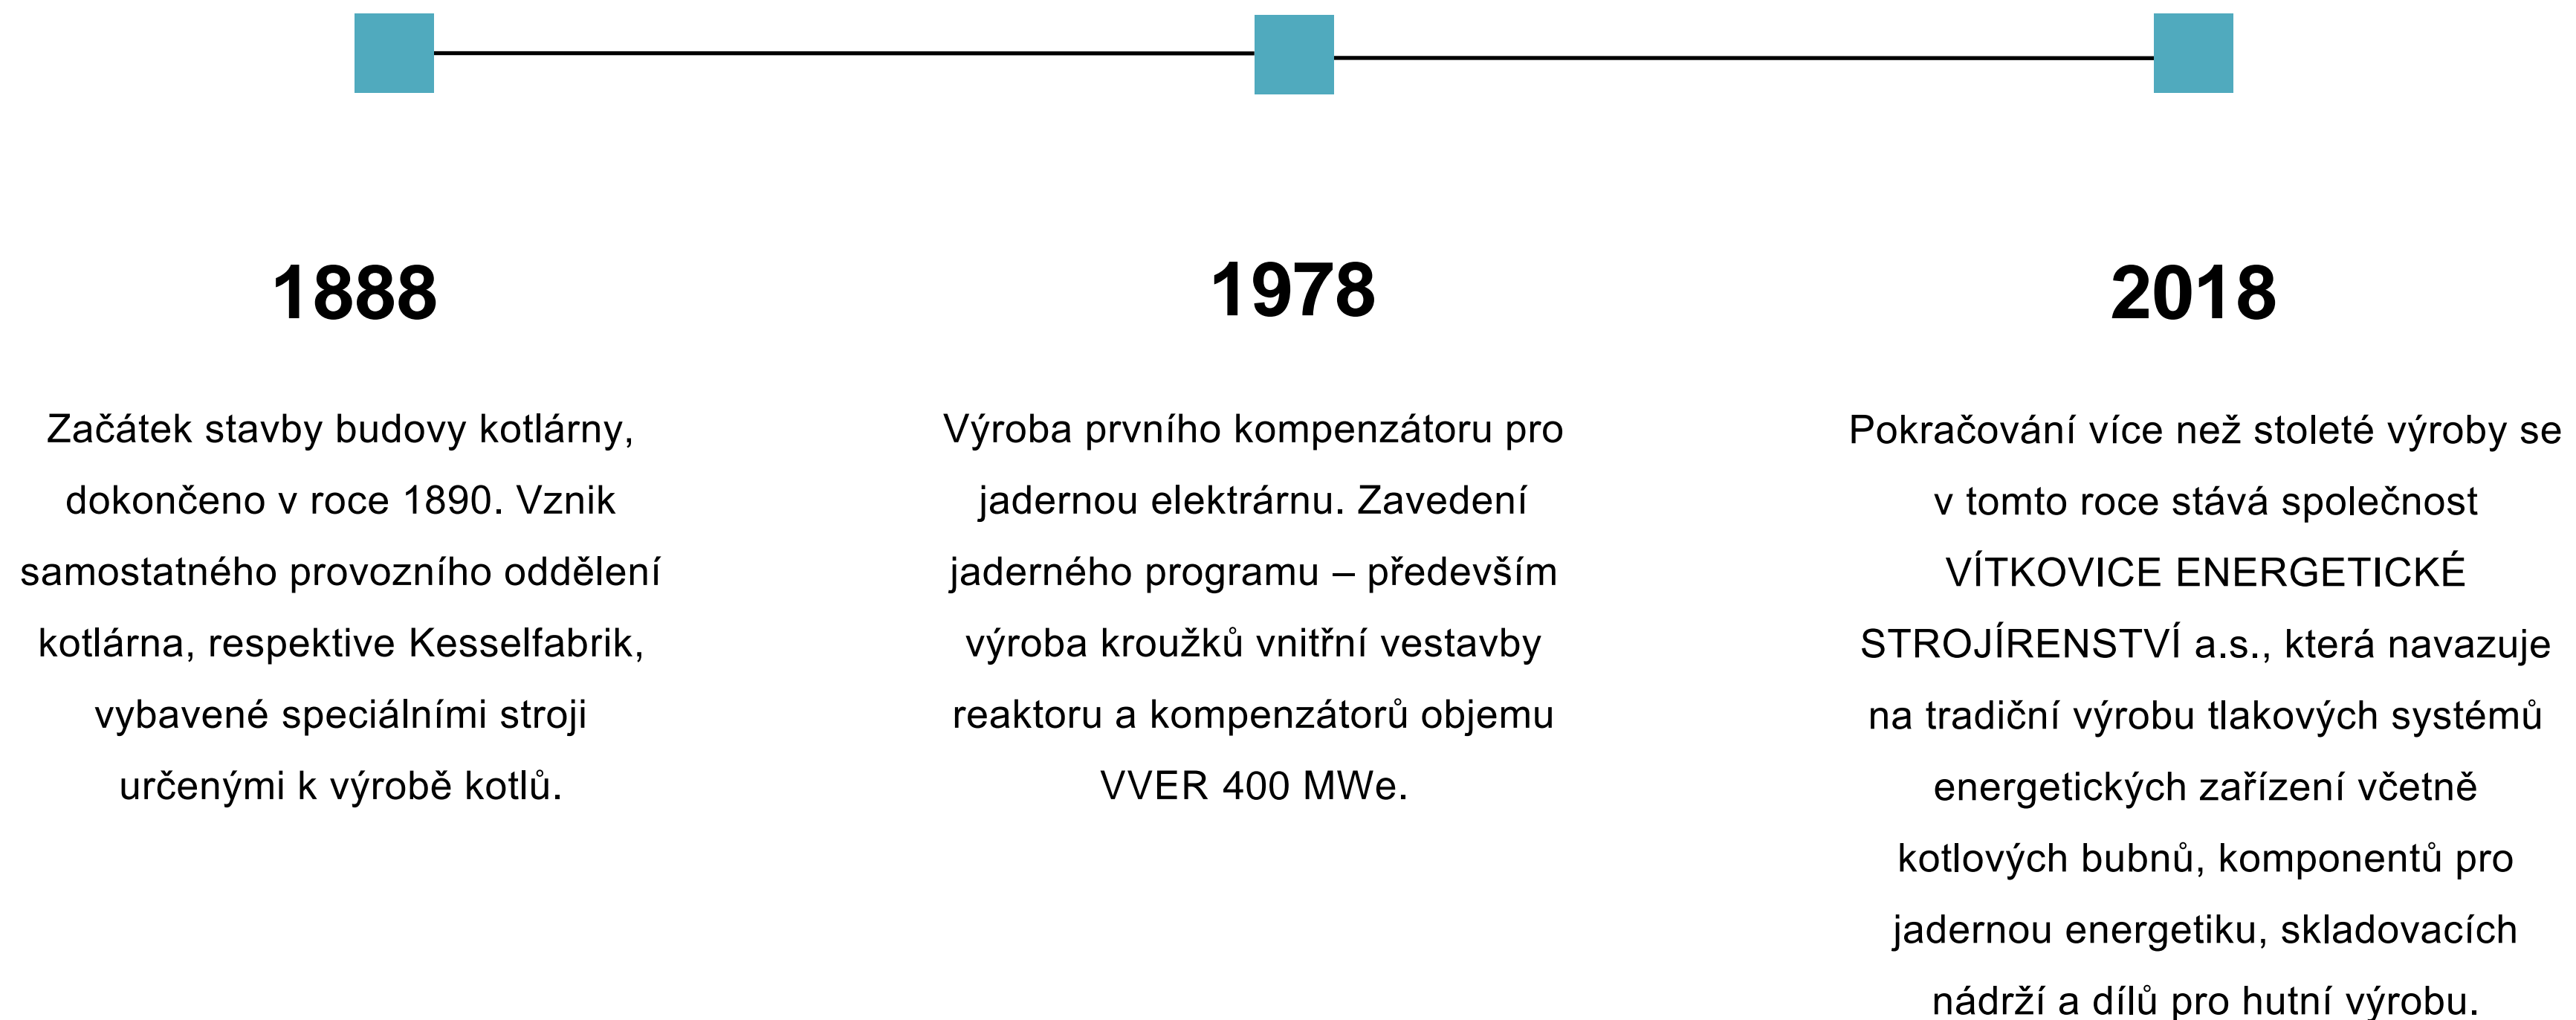 1888
Začátek stavby budovy kotlárny,
dokončeno v roce 1890. Vznik
samostatného provozního oddělení
kotlárna, respektive Kesselfabrik,
vybavené speciálními stroji
určenými k výrobě kotlů.
1978
Výroba prvního kompenzátoru pro
jadernou elektrárnu. Zavedení
jaderného programu – především
výroba kroužků vnitřní vestavby
reaktoru a kompenzátorů objemu
VVER 400 MWe.
2018
Pokračování více než stoleté výroby se
v tomto roce stává společnost
VÍTKOVICE ENERGETICKÉ
STROJÍRENSTVÍ a.s., která navazuje
na tradiční výrobu tlakových systémů
energetických zařízení včetně
kotlových bubnů, komponentů pro
jadernou energetiku, skladovacích
nádrží a dílů pro hutní výrobu.